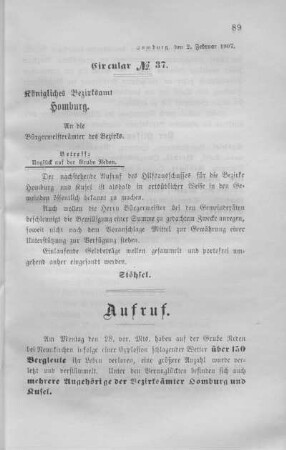 89
Homburg, den 2. Februar 1907.
Circular № 37.
Königliches Bezirksamt
Homburg.
An die
Bürgermeisterämter des Bezirks.
Betreff:
Unglück auf der Grube Reden.
Der nachstehende Aufruf des Hilfsausschusses für die Bezirke
Homburg und Kusel ist alsbald in ortsüblicher Weise in den Ge-
meinden öffentlich bekannt zu machen.
Wollen die Herrn Bürgermeister bei den Gemeinderäten
beschleunigt die Bewilligung einer Summe zu gedachtem Zwecke anregen,
soweit nicht nach dem Voranschlage Mittel zur Gewährung einer
Unterstützung zur Verfügung stehen.
Einlaufende Geldbeträge wollen gesammelt und portofrei um-
gehend anher eingesandt werden.
Stöhsel.
Aufruf.
Am Montag den 28. vor. Mts. haben auf der Grube Reden
bei Neunkirchen infolge einer Explosion schlagender Wetter über 150
Bergleute ihr Leben verloren, eine größere Anzahl wurde ver-
letzt und verstümmelt. Unter den Verunglückten befinden sich auch
mehrere Angehörige der Bezirksämter Homburg und
Kusel.